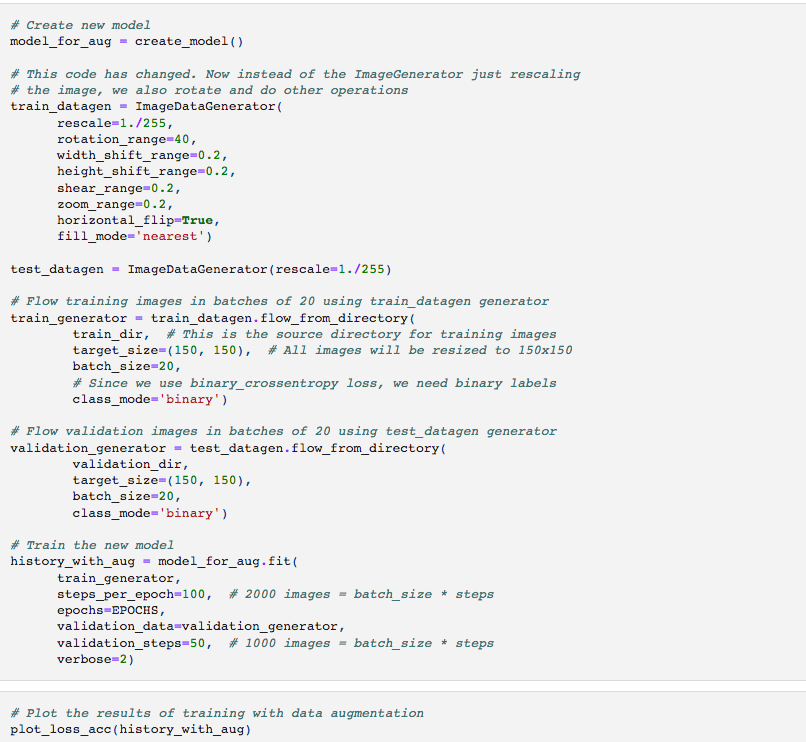 # Create new model
model_for_aug = create_model()
# This code has changed. Now instead of the ImageGenerator just rescaling
# the image, we also rotate and do other operations
train_datagen = ImageDataGenerator(
rescale=1./255,
rotation_range=40,
width_shift_range=0.2,
height_shift_range=0.2,
shear_range=0.2,
zoom_range=0.2,
horizontal_flip=True,
fill_mode='nearest')
test_datagen = ImageDataGenerator(rescale=1./255)
# Flow training images in batches of 20 using train_datagen generator
train_generator = train_datagen.flow_from_directory(
train_dir,  # This is the source directory for training images
target_size=(150, 150),  # All images will be resized to 150x150
batch_size=20,
# Since we use binary_crossentropy loss, we need binary labels
class_mode='binary')
# Flow validation images in batches of 20 using test_datagen generator
validation_generator = test_datagen.flow_from_directory(
validation_dir,
target_size=(150, 150),
batch_size=20,
class_mode='binary')
# Train the new model
history_with_aug = model_for_aug.fit(
train_generator,
steps_per_epoch=100,  # 2000 images = batch_size * steps
epochs=EPOCHS,
validation_data=validation_generator,
validation_steps=50,  # 1000 images = batch_size * steps
verbose=2)
# Plot the results of training with data augmentation
plot_loss_acc(history_with_aug)